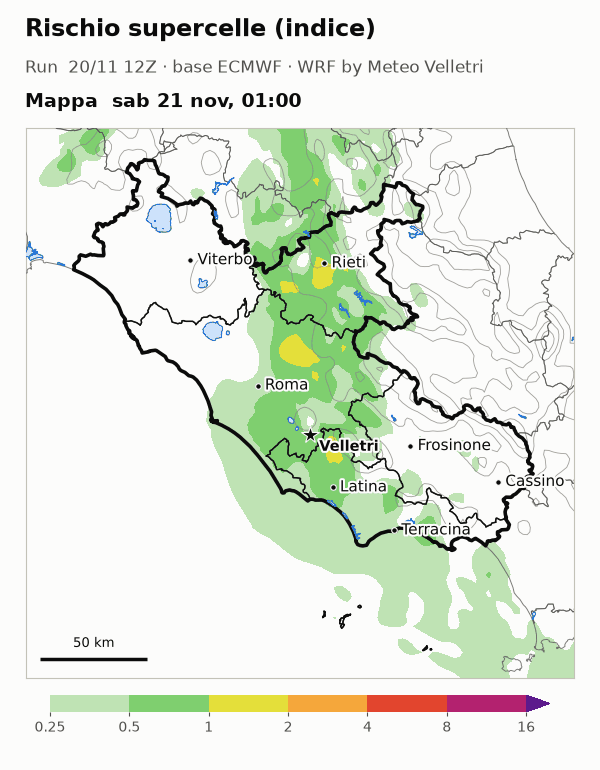 Rischio supercelle (indice)
Run  20/11 12Z · base ECMWF · WRF by Meteo Velletri
Mappa  sab 21 nov, 01:00
Viterbo
Rieti
Roma
Velletri
Frosinone
Latina
Cassino
Terracina
50 km
0.25 0.5 1 2 4 8 16